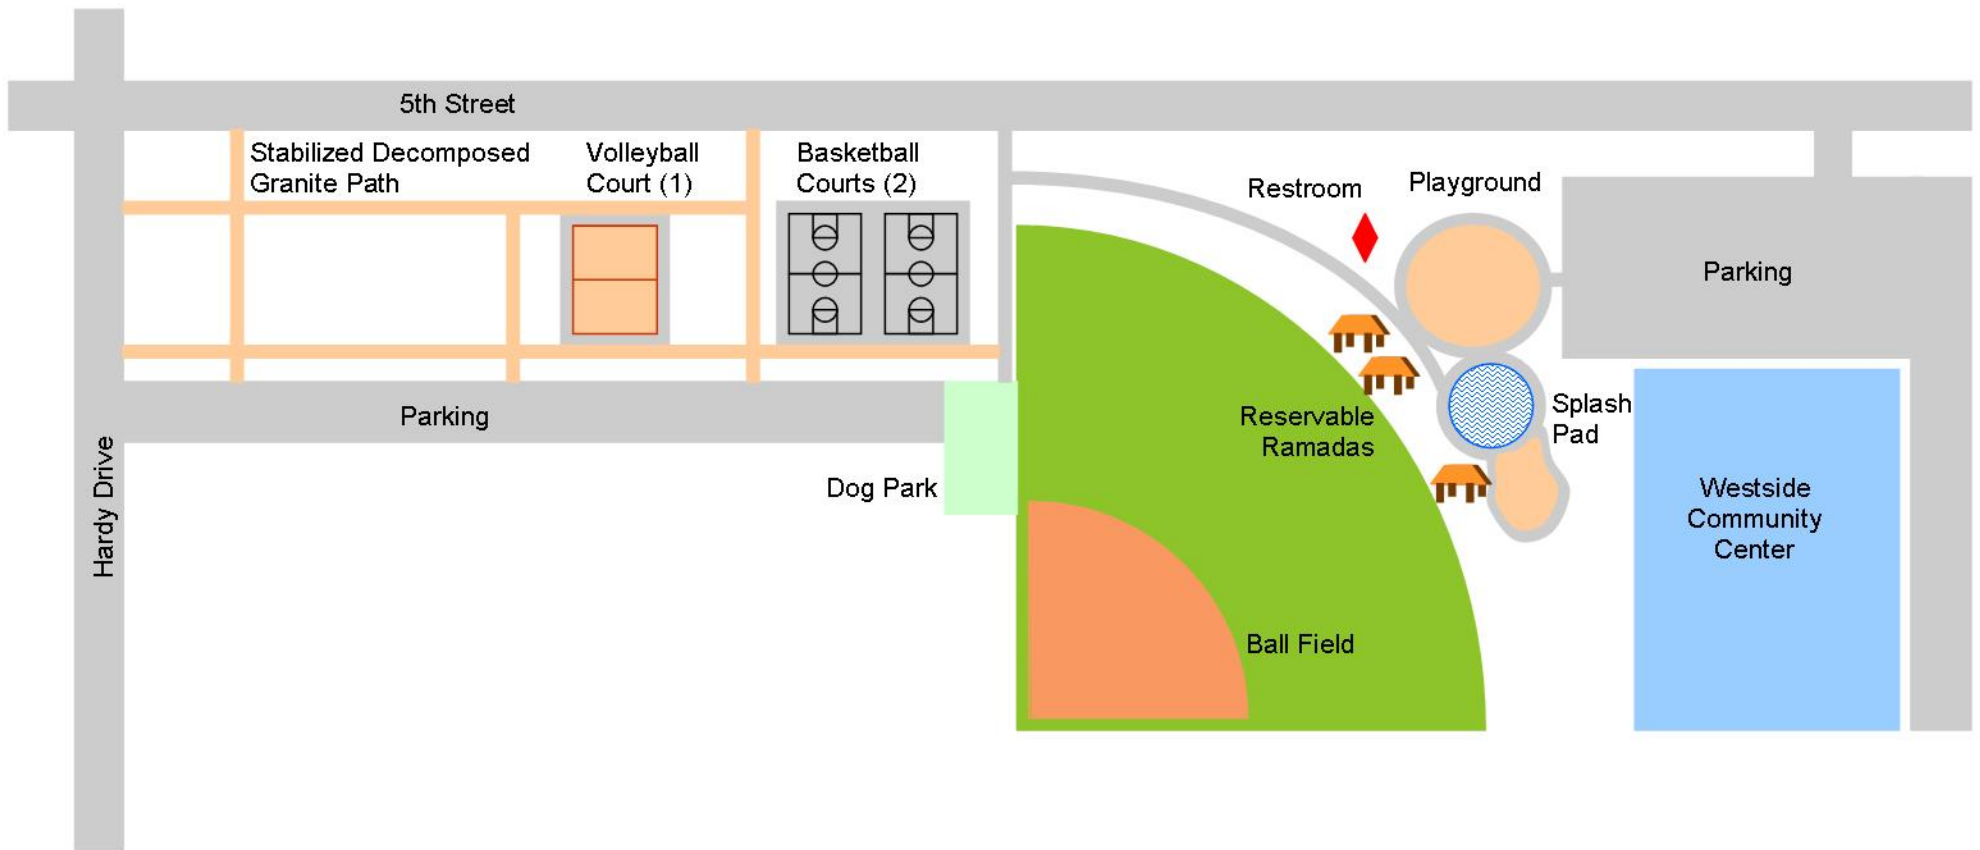 5th Street
Stabilized Decomposed
Granite Path
Volleyball
Court (1)
Basketball
Courts (2)
Restroom
Playground
Parking
Parking
Reservable
Ramadas
Splash
Pad
Dog Park
Hardy Drive
Westside
Community
Center
Ball Field